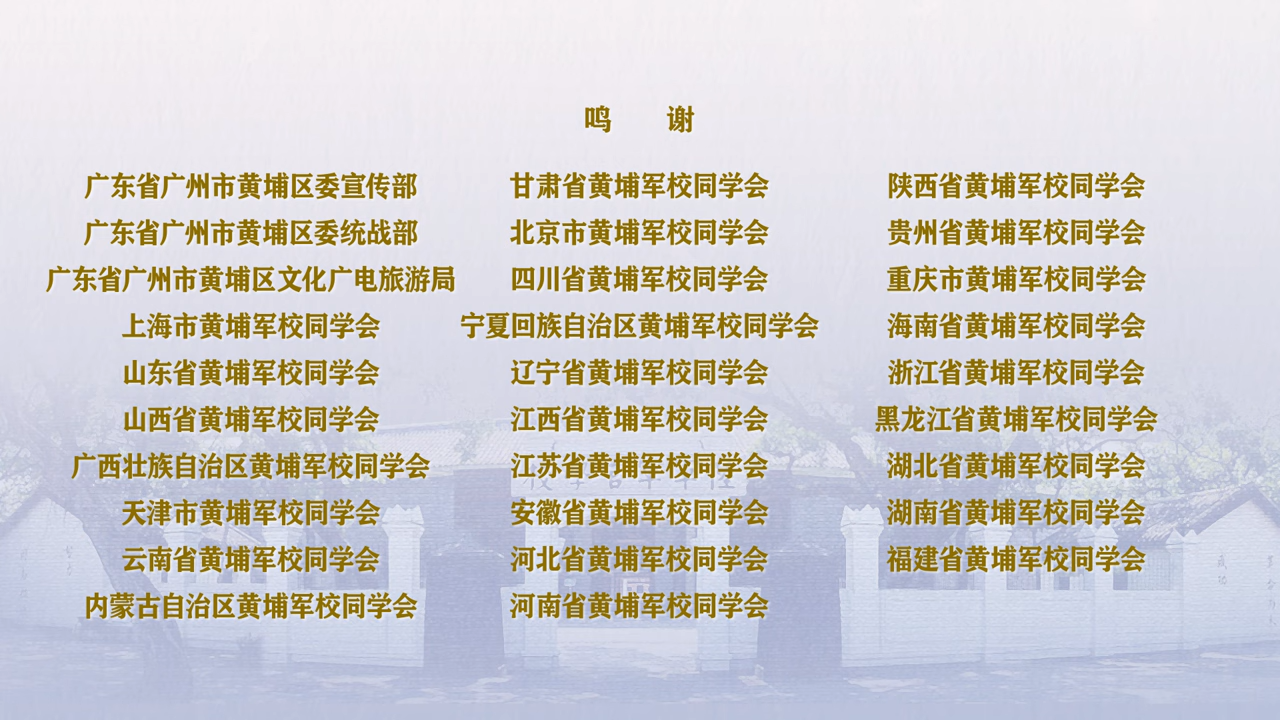 鸣 谢
广东省广州市黄埔区委宣传部
广东省广州市黄埔区委统战部
广东省广州市黄埔区文化广电旅游局
上海市黄埔军校同学会
山东省黄埔军校同学会
山西省黄埔军校同学会
广西壮族自治区黄埔军校同学会
天津市黄埔军校同学会
云南省黄埔军校同学会
内蒙古自治区黄埔军校同学会
甘肃省黄埔军校同学会
北京市黄埔军校同学会
四川省黄埔军校同学会
宁夏回族自治区黄埔军校同学会
辽宁省黄埔军校同学会
江西省黄埔军校同学会
江苏省黄埔军校同学会
安徽省黄埔军校同学会
河北省黄埔军校同学会
河南省黄埔军校同学会
陕西省黄埔军校同学会
贵州省黄埔军校同学会
重庆市黄埔军校同学会
海南省黄埔军校同学会
浙江省黄埔军校同学会
黑龙江省黄埔军校同学会
湖北省黄埔军校同学会
湖南省黄埔军校同学会
福建省黄埔军校同学会